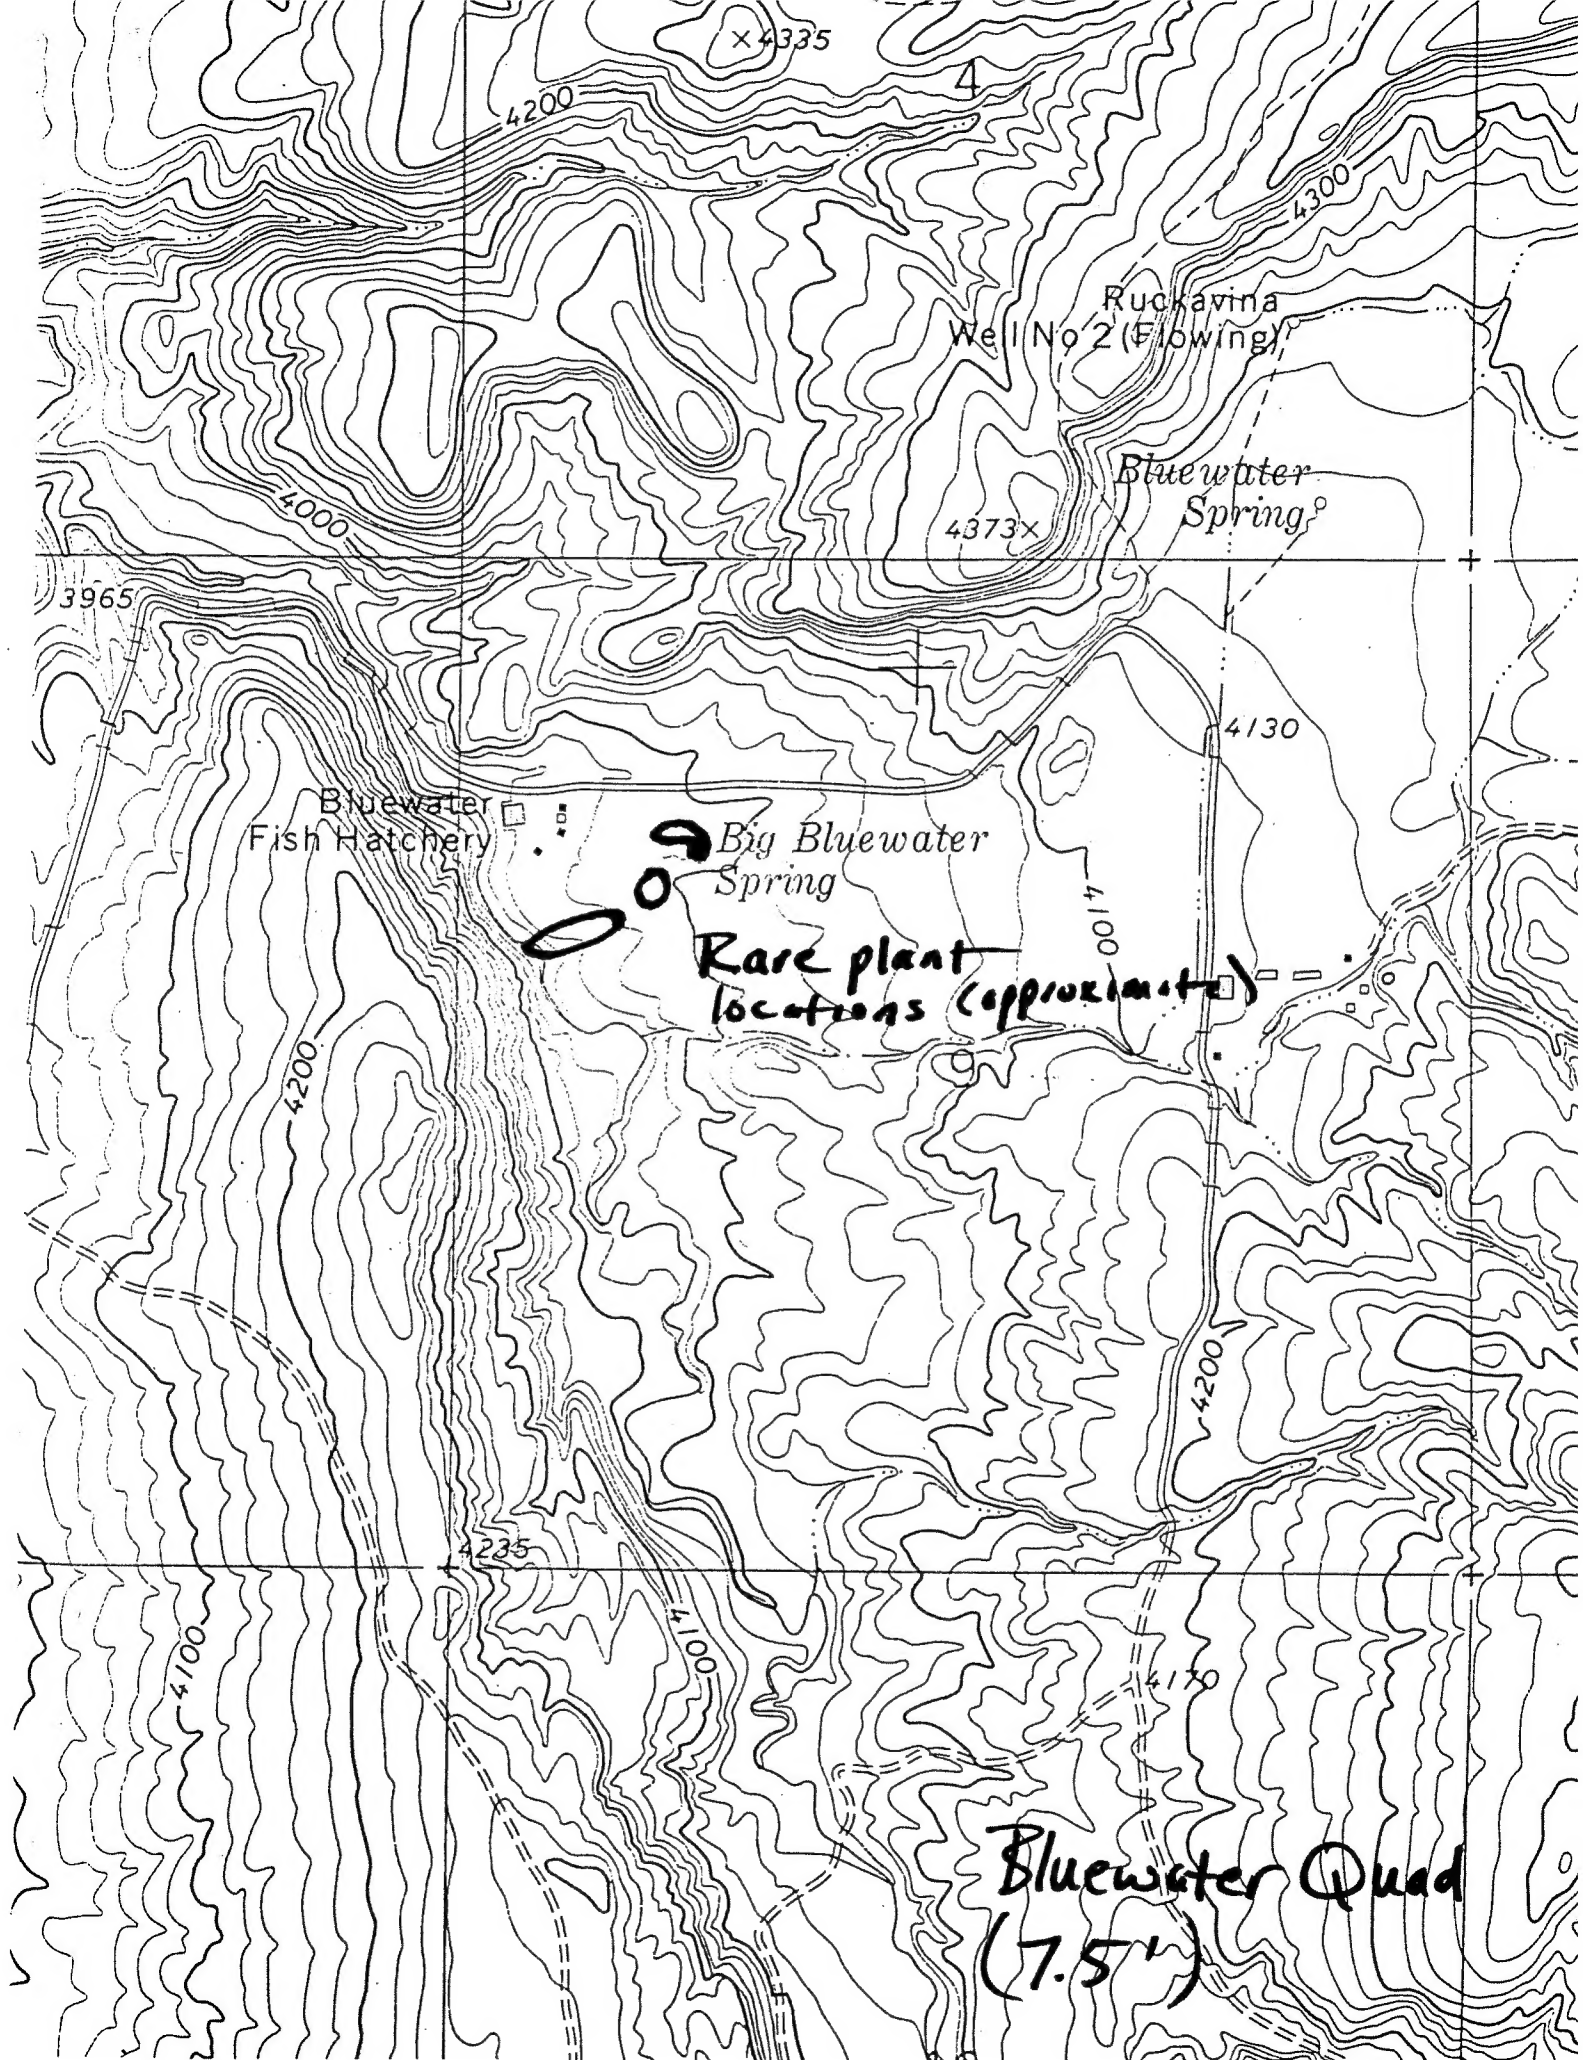 ×4335
4
4200
4300
Ruckavina
Well No 2 (Flowing)
Bluewater
Spring
4373×
4000
3965
4130
Bluewater
Fish Hatchery
Big Bluewater
Spring
4100
Rare plant
locations (approximate)
9
4200
4200
4235
4100
4100
4170
Bluewater Quad
(7.5')